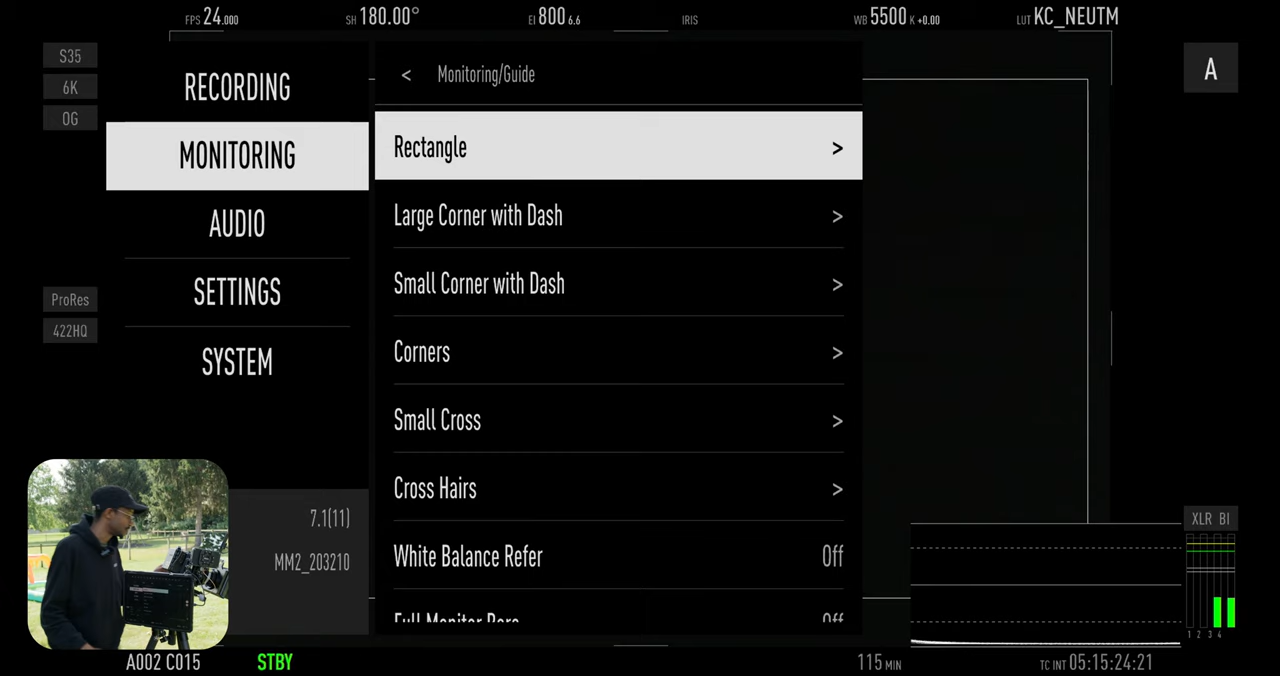 FPS 24.000 SH 180.00° EI 800 6.6 IRIS WB 5500 K +0.00 LUT KC_NEUTM
S35
6K
OG
A
RECORDING
MONITORING
AUDIO
SETTINGS
SYSTEM
< Monitoring/Guide
Rectangle >
Large Corner with Dash >
Small Corner with Dash >
Corners >
Small Cross >
Cross Hairs >
White Balance Refer Off
ProRes
422HQ
7.1(11)
MM2_203210
XLR BI
1 2 3 4
A002 C015 STBY 115 MIN TC INT 05:15:24:21